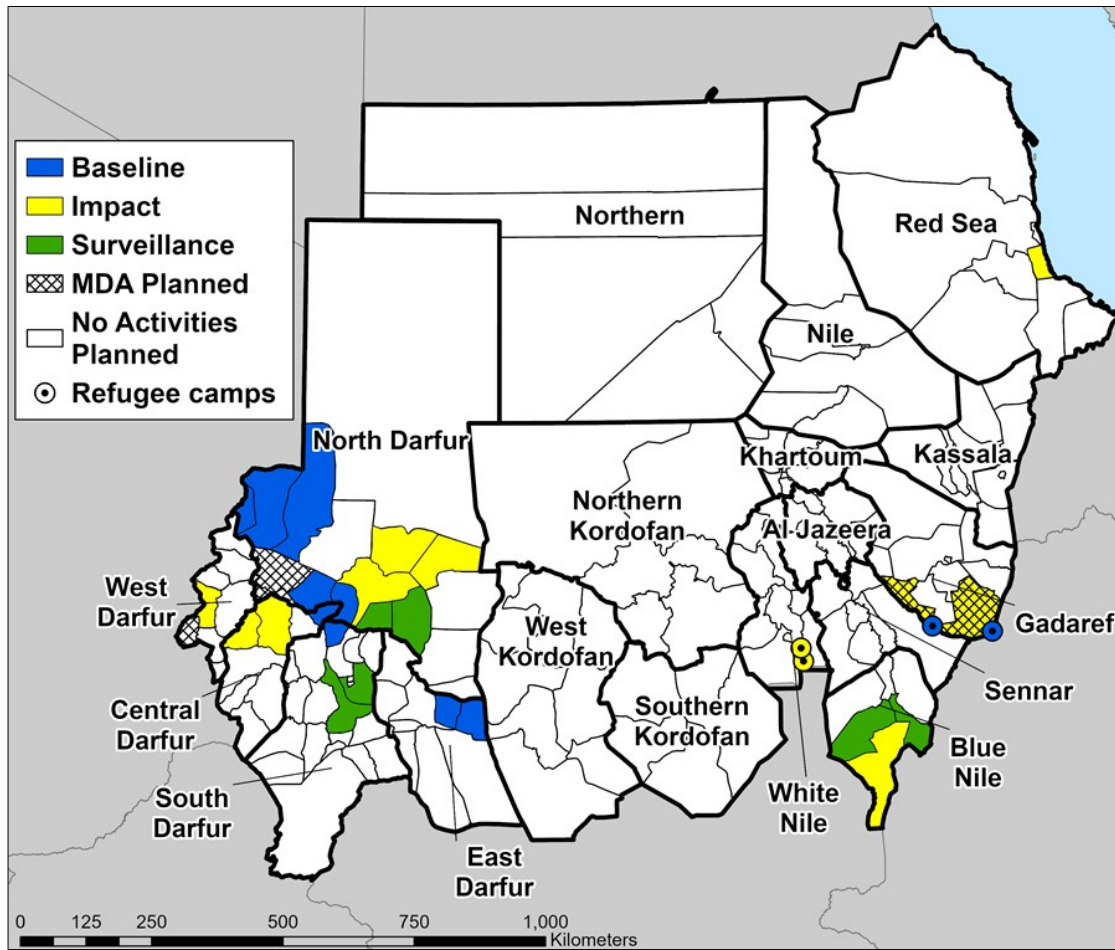 Baseline
Impact
Surveillance
MDA Planned
No Activities
Planned
Refugee camps
Northern
Red Sea
Nile
North Darfur
Khartoum
Kassala
Northern
Kordofan
Al Jazeera
West
Darfur
West
Kordofan
Gadaref
Sennar
Central
Darfur
Southern
Kordofan
Blue
Nile
South
Darfur
White
Nile
East
Darfur
0 125 250 500 750 1,000
Kilometers